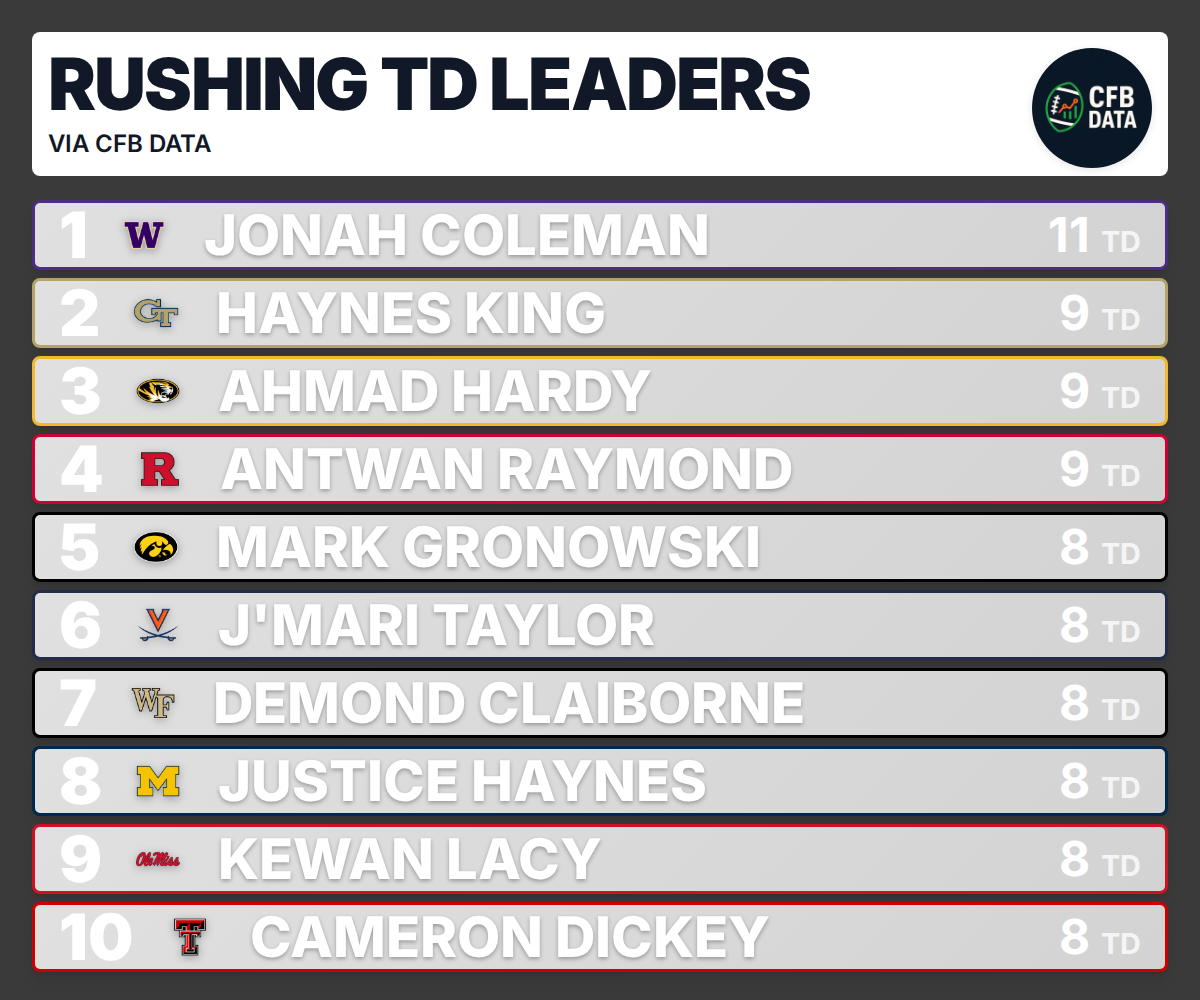 RUSHING TD LEADERS
VIA CFB DATA
CFB
DATA
1 W JONAH COLEMAN 11 TD
2 GT HAYNES KING 9 TD
3 AHMAD HARDY 9 TD
4 R ANTWAN RAYMOND 9 TD
5 MARK GRONOWSKI 8 TD
6 V J'MARI TAYLOR 8 TD
7 WF DEMOND CLAIBORNE 8 TD
8 M JUSTICE HAYNES 8 TD
9 Ole Miss KEWAN LACY 8 TD
10 T CAMERON DICKEY 8 TD